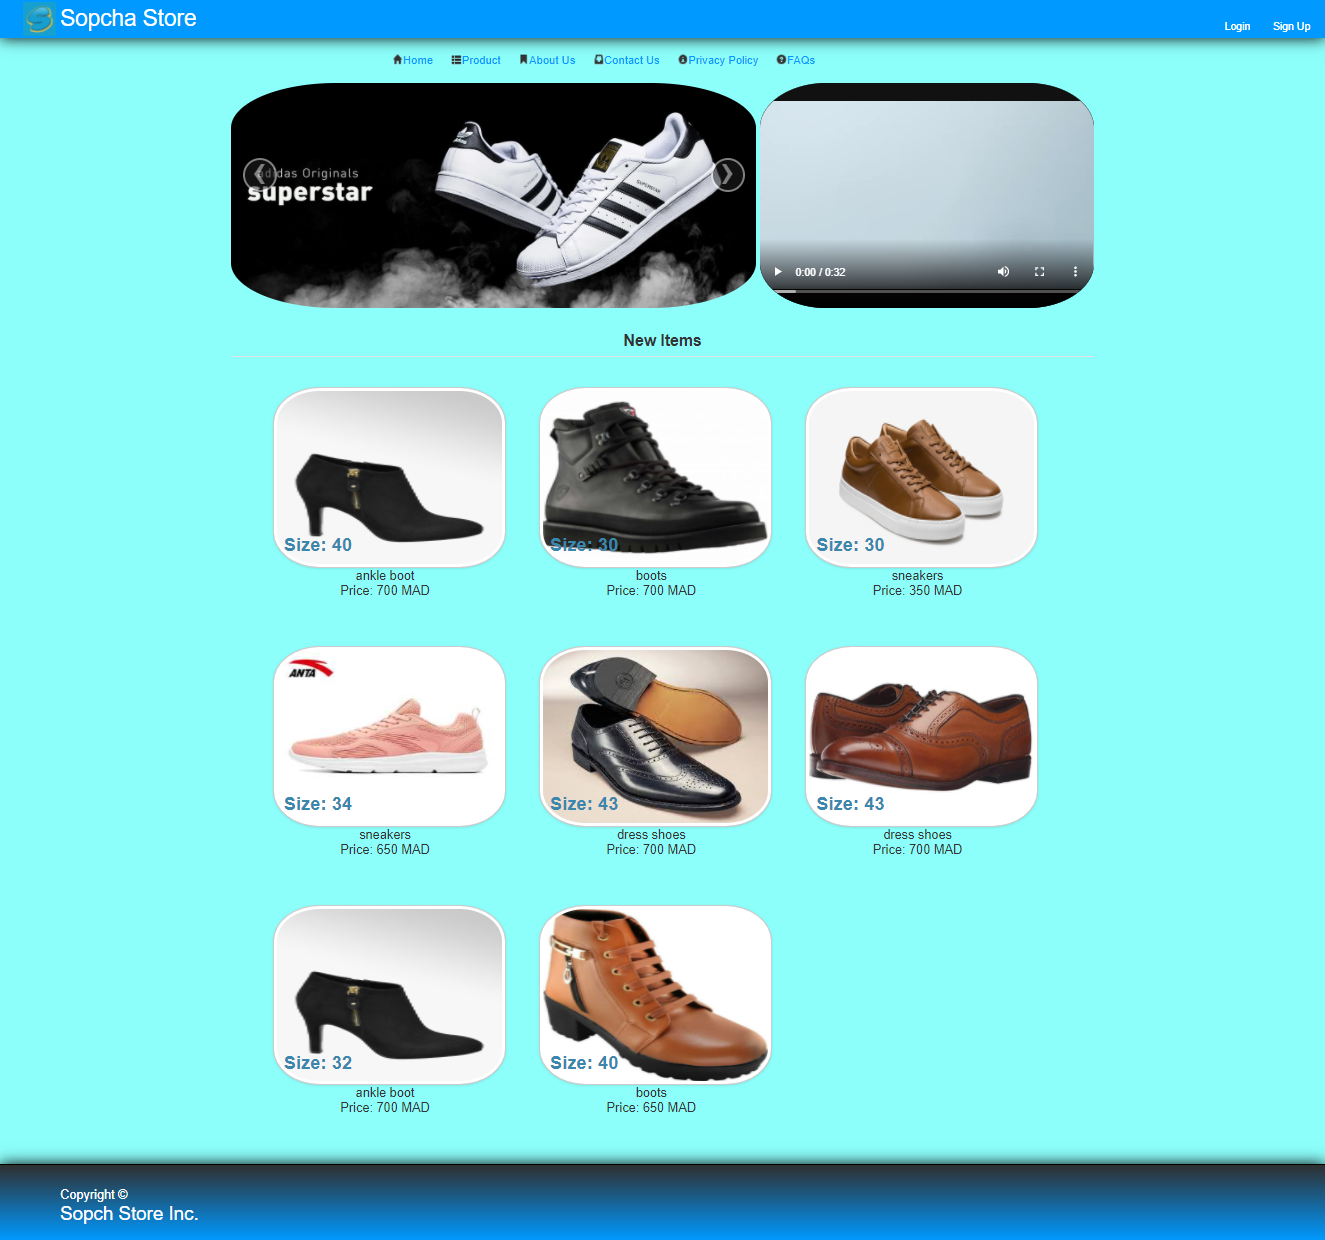 Sopcha Store
Login Sign Up
Home Product About Us Contact Us Privacy Policy FAQs
adidas Originals
superstar
0:00 / 0:32
New Items
Size: 40
ankle boot
Price: 700 MAD
Size: 30
boots
Price: 700 MAD
Size: 30
sneakers
Price: 350 MAD
ANTA
Size: 34
sneakers
Price: 650 MAD
Size: 43
dress shoes
Price: 700 MAD
Size: 43
dress shoes
Price: 700 MAD
Size: 32
ankle boot
Price: 700 MAD
Size: 40
boots
Price: 650 MAD
Copyright ©
Sopch Store Inc.